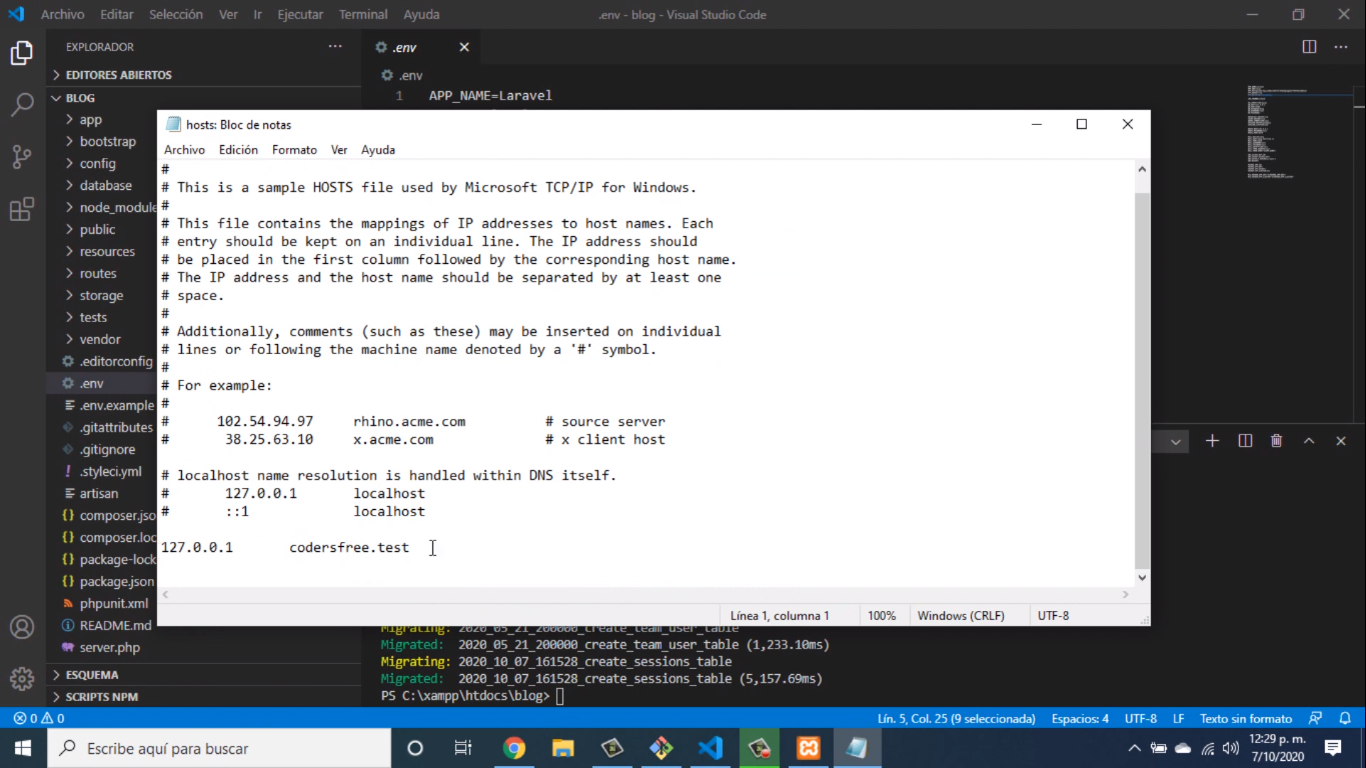 Archivo Editar Selección Ver Ir Ejecutar Terminal Ayuda
.env - blog - Visual Studio Code
EXPLORADOR
EDITORES ABIERTOS
BLOG
app
bootstrap
config
database
node_module
public
resources
routes
storage
tests
vendor
.editorconfig
.env
.env.example
.gitattributes
.gitignore
.styleci.yml
artisan
composer.jso
composer.loc
package-lock
package.json
phpunit.xml
README.md
server.php
ESQUEMA
SCRIPTS NPM
.env
.env
1 APP_NAME=Laravel
hosts: Bloc de notas
Archivo Edición Formato Ver Ayuda
#
# This is a sample HOSTS file used by Microsoft TCP/IP for Windows.
#
# This file contains the mappings of IP addresses to host names. Each
# entry should be kept on an individual line. The IP address should
# be placed in the first column followed by the corresponding host name.
# The IP address and the host name should be separated by at least one
# space.
#
# Additionally, comments (such as these) may be inserted on individual
# lines or following the machine name denoted by a '#' symbol.
#
# For example:
#
# 102.54.94.97 rhino.acme.com # source server
# 38.25.63.10 x.acme.com # x client host
# localhost name resolution is handled within DNS itself.
# 127.0.0.1 localhost
# ::1 localhost
127.0.0.1 codersfree.test
Línea 1, columna 1 100% Windows (CRLF) UTF-8
Migrating: 2020_05_21_200000_create_team_user_table
Migrated: 2020_05_21_200000_create_team_user_table (1,233.10ms)
Migrating: 2020_10_07_161528_create_sessions_table
Migrated: 2020_10_07_161528_create_sessions_table (5,157.69ms)
PS C:\xampp\htdocs\blog>
0 0
Lín. 5, Col. 25 (9 seleccionada) Espacios: 4 UTF-8 LF Texto sin formato
Escribe aquí para buscar
12:29 p. m.
7/10/2020